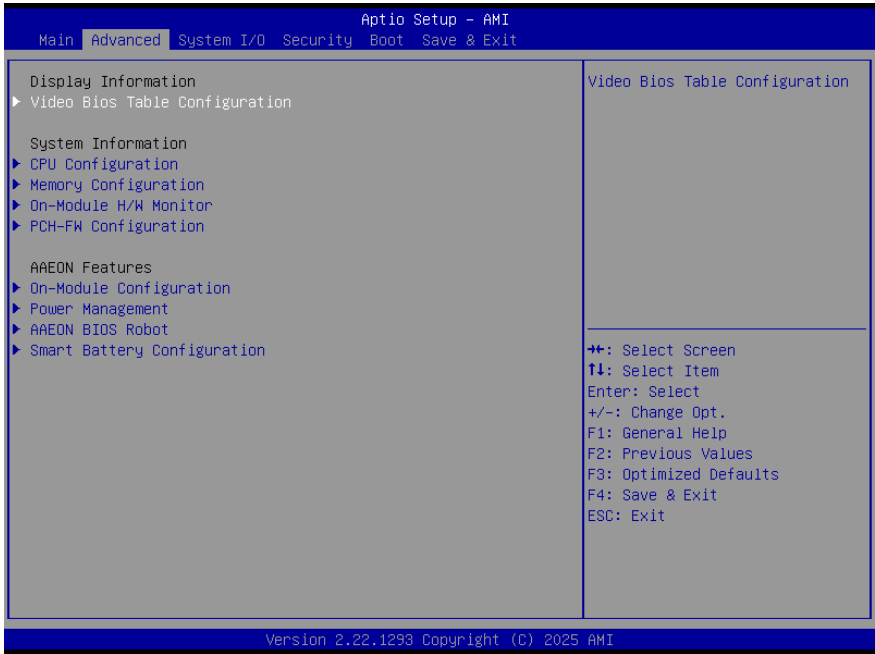 Aptio Setup – AMI
Main Advanced System I/O Security Boot Save & Exit
Display Information
Video Bios Table Configuration
System Information
CPU Configuration
Memory Configuration
On-Module H/W Monitor
PCH-FW Configuration
AAEON Features
On-Module Configuration
Power Management
AAEON BIOS Robot
Smart Battery Configuration
Video Bios Table Configuration
→←: Select Screen
↑↓: Select Item
Enter: Select
+/-: Change Opt.
F1: General Help
F2: Previous Values
F3: Optimized Defaults
F4: Save & Exit
ESC: Exit
Version 2.22.1293 Copyright (C) 2025 AMI